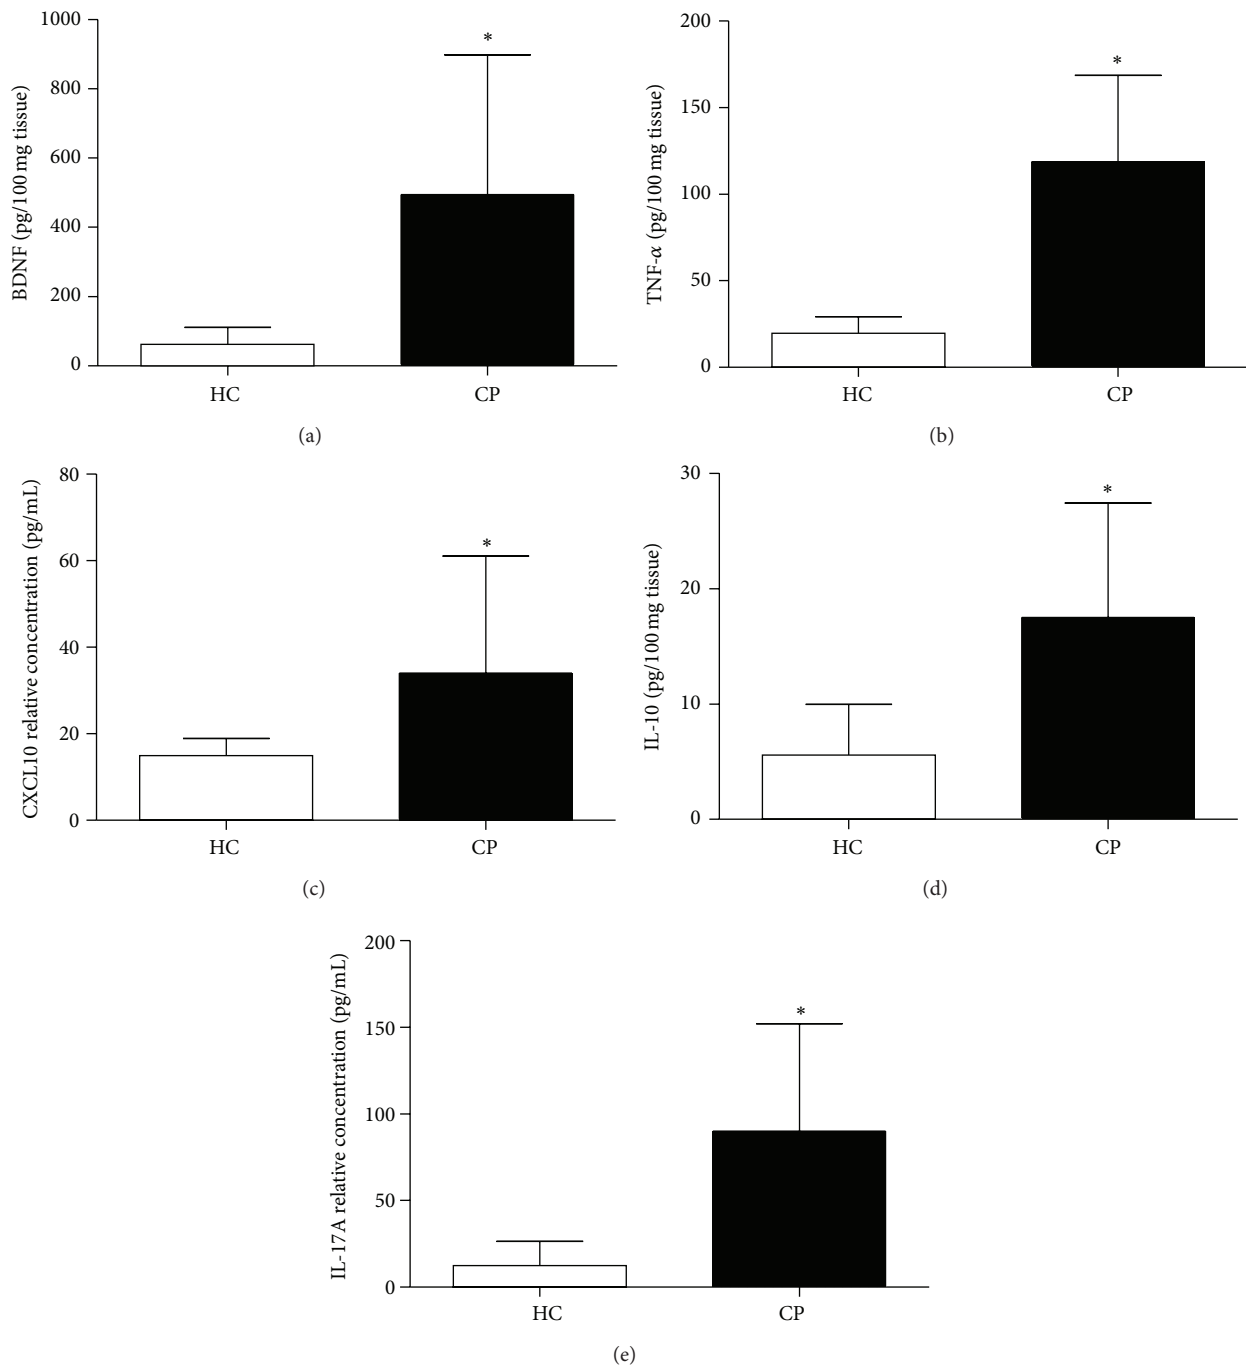 BDNF (pg/100 mg tissue)
1000
800
600
400
200
0
*
HC
CP
(a)
TNF-α (pg/100 mg tissue)
200
150
100
50
0
*
HC
CP
(b)
CXCL10 relative concentration (pg/mL)
80
60
40
20
0
*
HC
CP
(c)
IL-10 (pg/100 mg tissue)
30
20
10
0
*
HC
CP
(d)
IL-17A relative concentration (pg/mL)
200
150
100
50
0
*
HC
CP
(e)